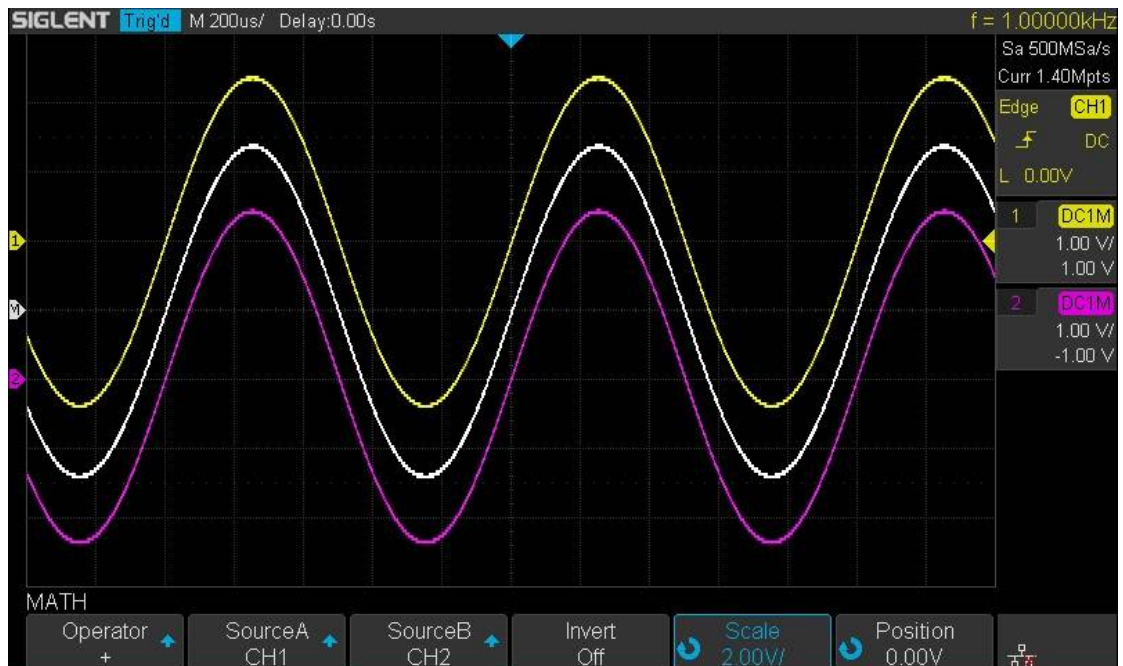 SIGLENT Trig'd M 200us/ Delay:0.00s f = 1.00000kHz
Sa 500MSa/s
Curr 1.40Mpts
Edge CH1
DC
L 0.00V
1 DC1M
1.00 V/
1.00 V
2 DC1M
1.00 V/
-1.00 V
1
M
2
MATH
Operator
+
SourceA
CH1
SourceB
CH2
Invert
Off
Scale
2.00V/
Position
0.00V